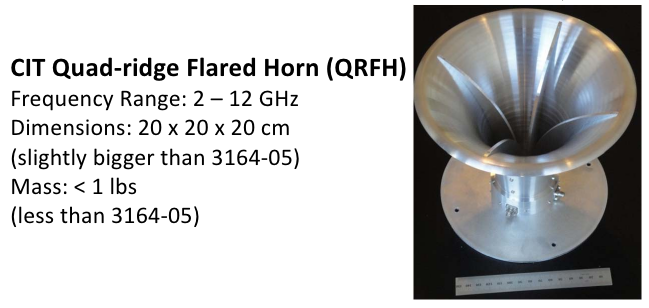 CIT Quad-ridge Flared Horn (QRFH)
Frequency Range: 2 – 12 GHz
Dimensions: 20 x 20 x 20 cm
(slightly bigger than 3164-05)
Mass: < 1 lbs
(less than 3164-05)